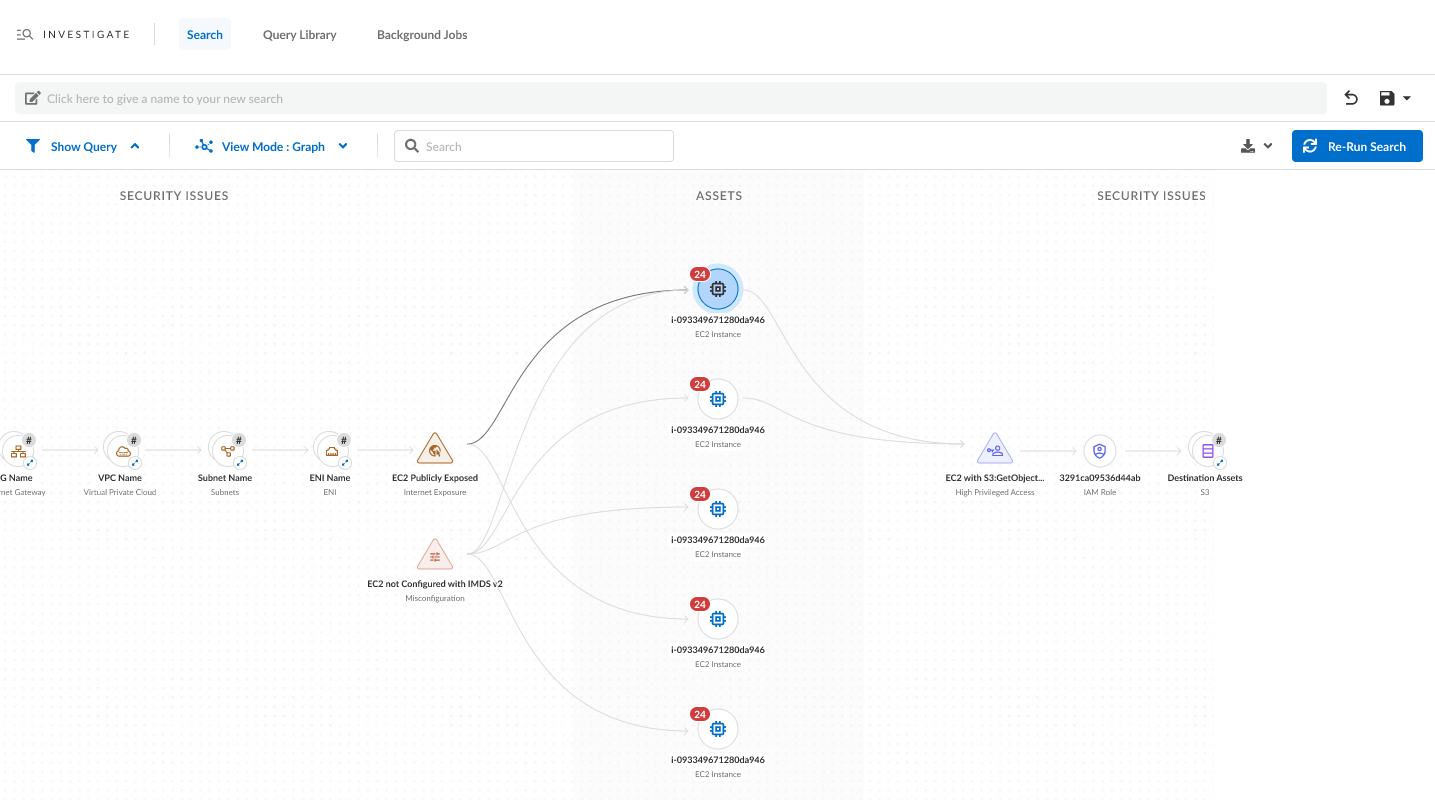 INVESTIGATE
Search
Query Library
Background Jobs
Click here to give a name to your new search
Show Query
View Mode : Graph
Search
Re-Run Search
SECURITY ISSUES
ASSETS
SECURITY ISSUES
24
i-093349671280da946
EC2 Instance
24
i-093349671280da946
EC2 Instance
#
G Name
net Gateway
#
VPC Name
Virtual Private Cloud
#
Subnet Name
Subnets
#
ENI Name
ENI
EC2 Publicly Exposed
Internet Exposure
EC2 with S3:GetObject...
High Privileged Access
3291ca09536d44ab
IAM Role
#
Destination Assets
S3
24
i-093349671280da946
EC2 Instance
EC2 not Configured with IMDS v2
Misconfiguration
24
i-093349671280da946
EC2 Instance
24
i-093349671280da946
EC2 Instance